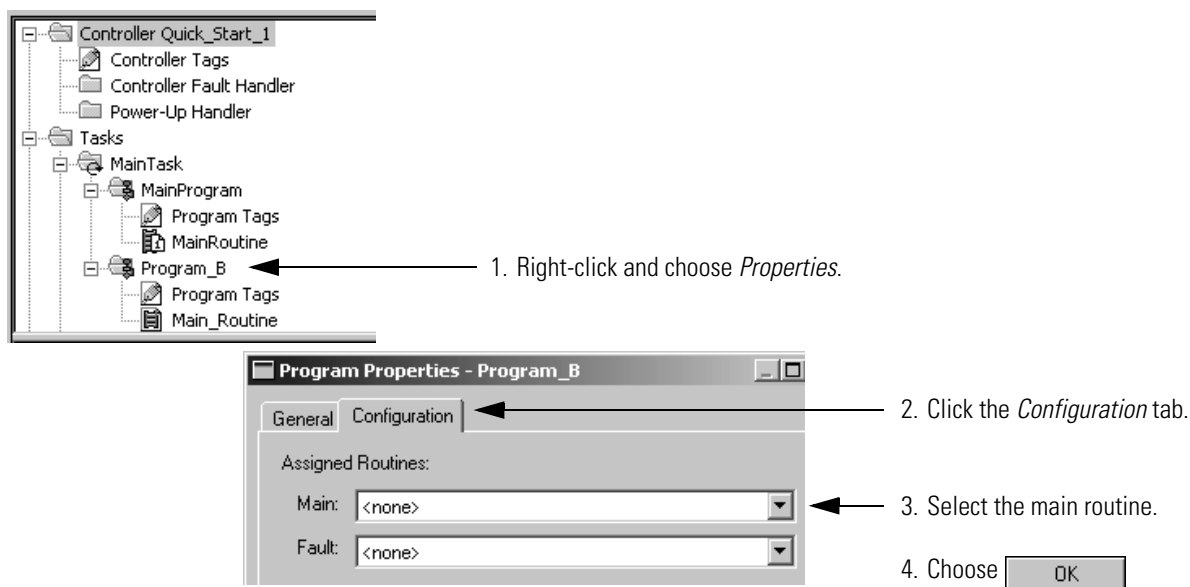 Controller Quick_Start_1
Controller Tags
Controller Fault Handler
Power-Up Handler
Tasks
MainTask
MainProgram
Program Tags
MainRoutine
Program_B
1. Right-click and choose Properties.
Program Tags
Main_Routine
Program Properties - Program_B
General Configuration
2. Click the Configuration tab.
Assigned Routines:
Main: <none>
3. Select the main routine.
Fault: <none>
4. Choose OK